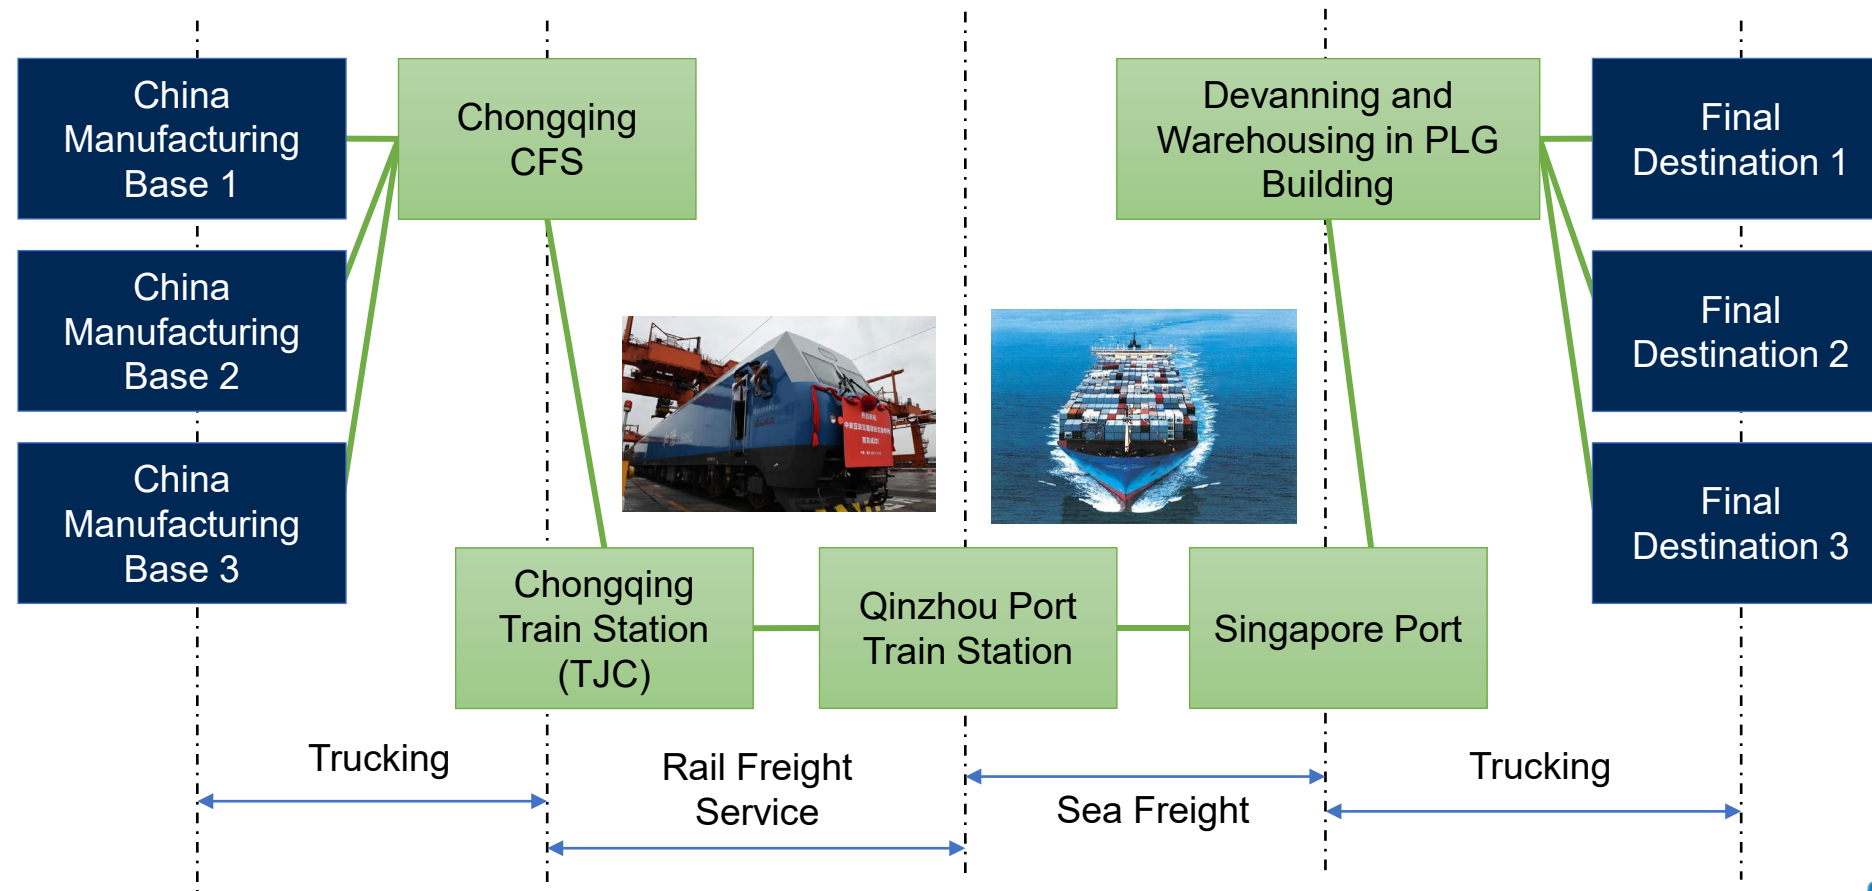 China
Manufacturing
Base 1
Chongqing
CFS
Devanning and
Warehousing in PLG
Building
Final
Destination 1
China
Manufacturing
Base 2
Final
Destination 2
China
Manufacturing
Base 3
Final
Destination 3
Chongqing
Train Station
(TJC)
Qinzhou Port
Train Station
Singapore Port
Trucking
Rail Freight
Service
Sea Freight
Trucking